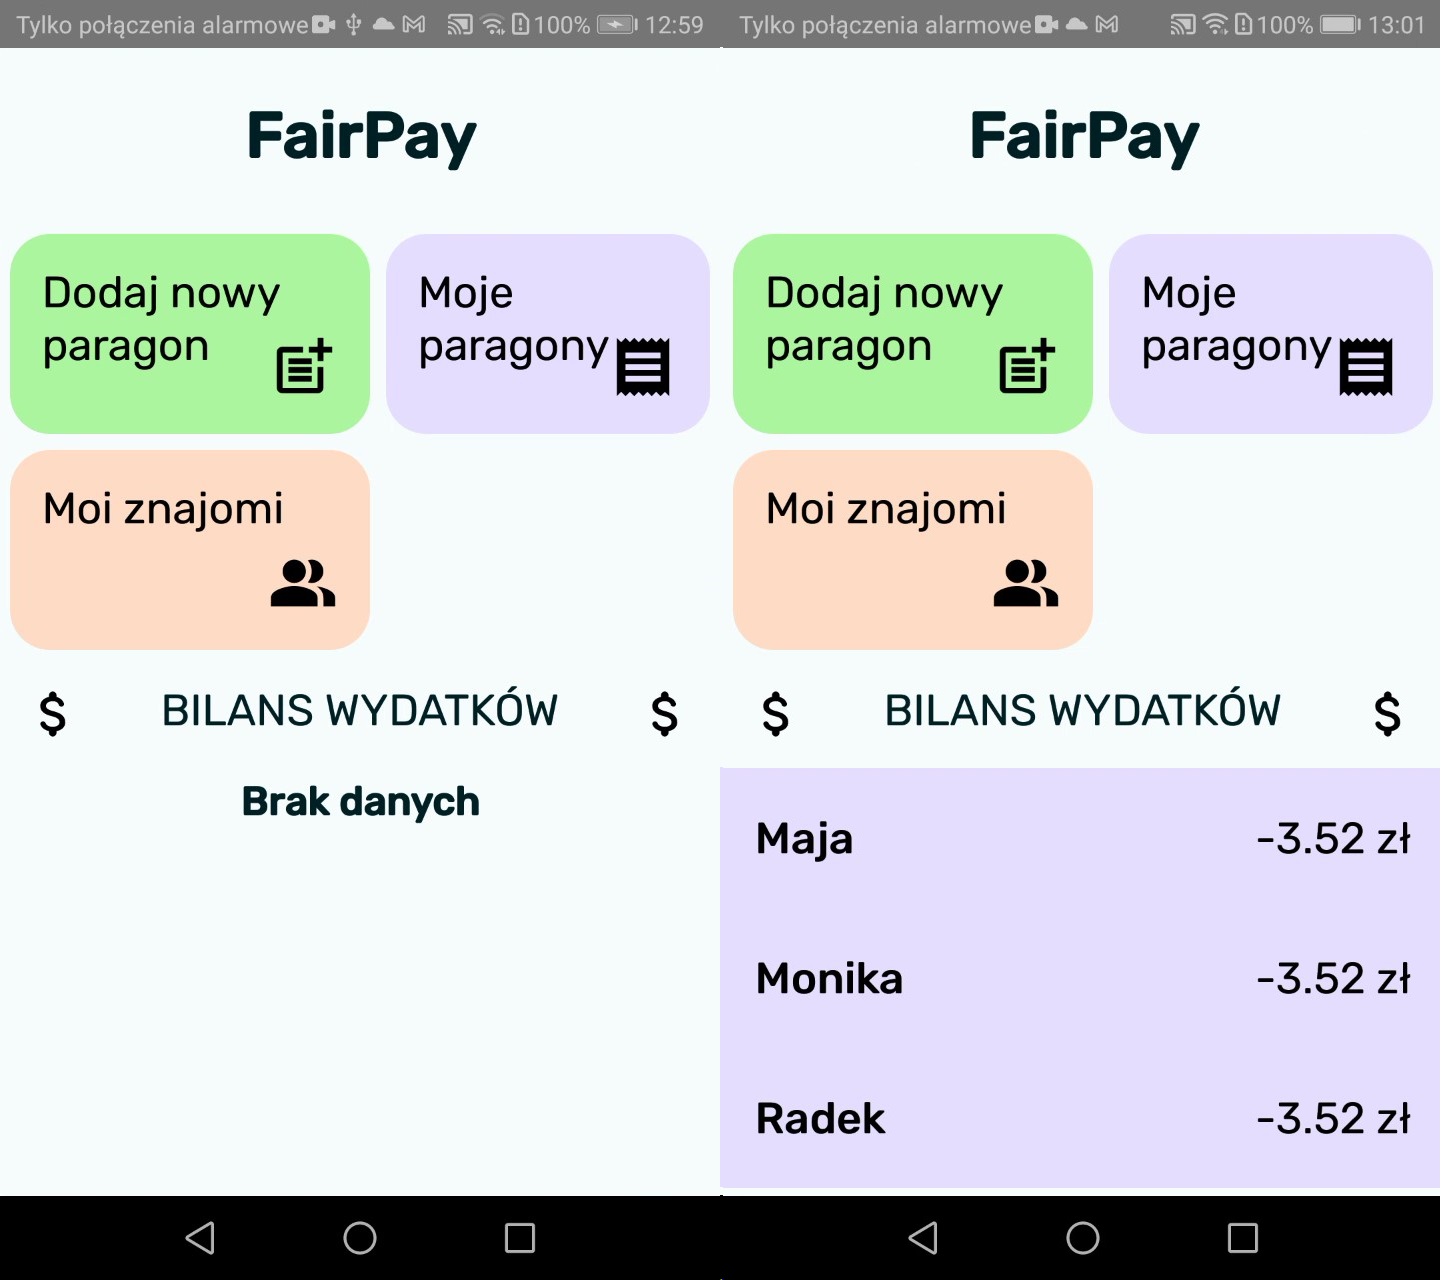 Tylko połączenia alarmowe 100% 12:59
FairPay
Dodaj nowy
paragon
Moje
paragony
Moi znajomi
$ BILANS WYDATKÓW $
Brak danych
Tylko połączenia alarmowe 100% 13:01
FairPay
Dodaj nowy
paragon
Moje
paragony
Moi znajomi
$ BILANS WYDATKÓW $
Maja -3.52 zł
Monika -3.52 zł
Radek -3.52 zł